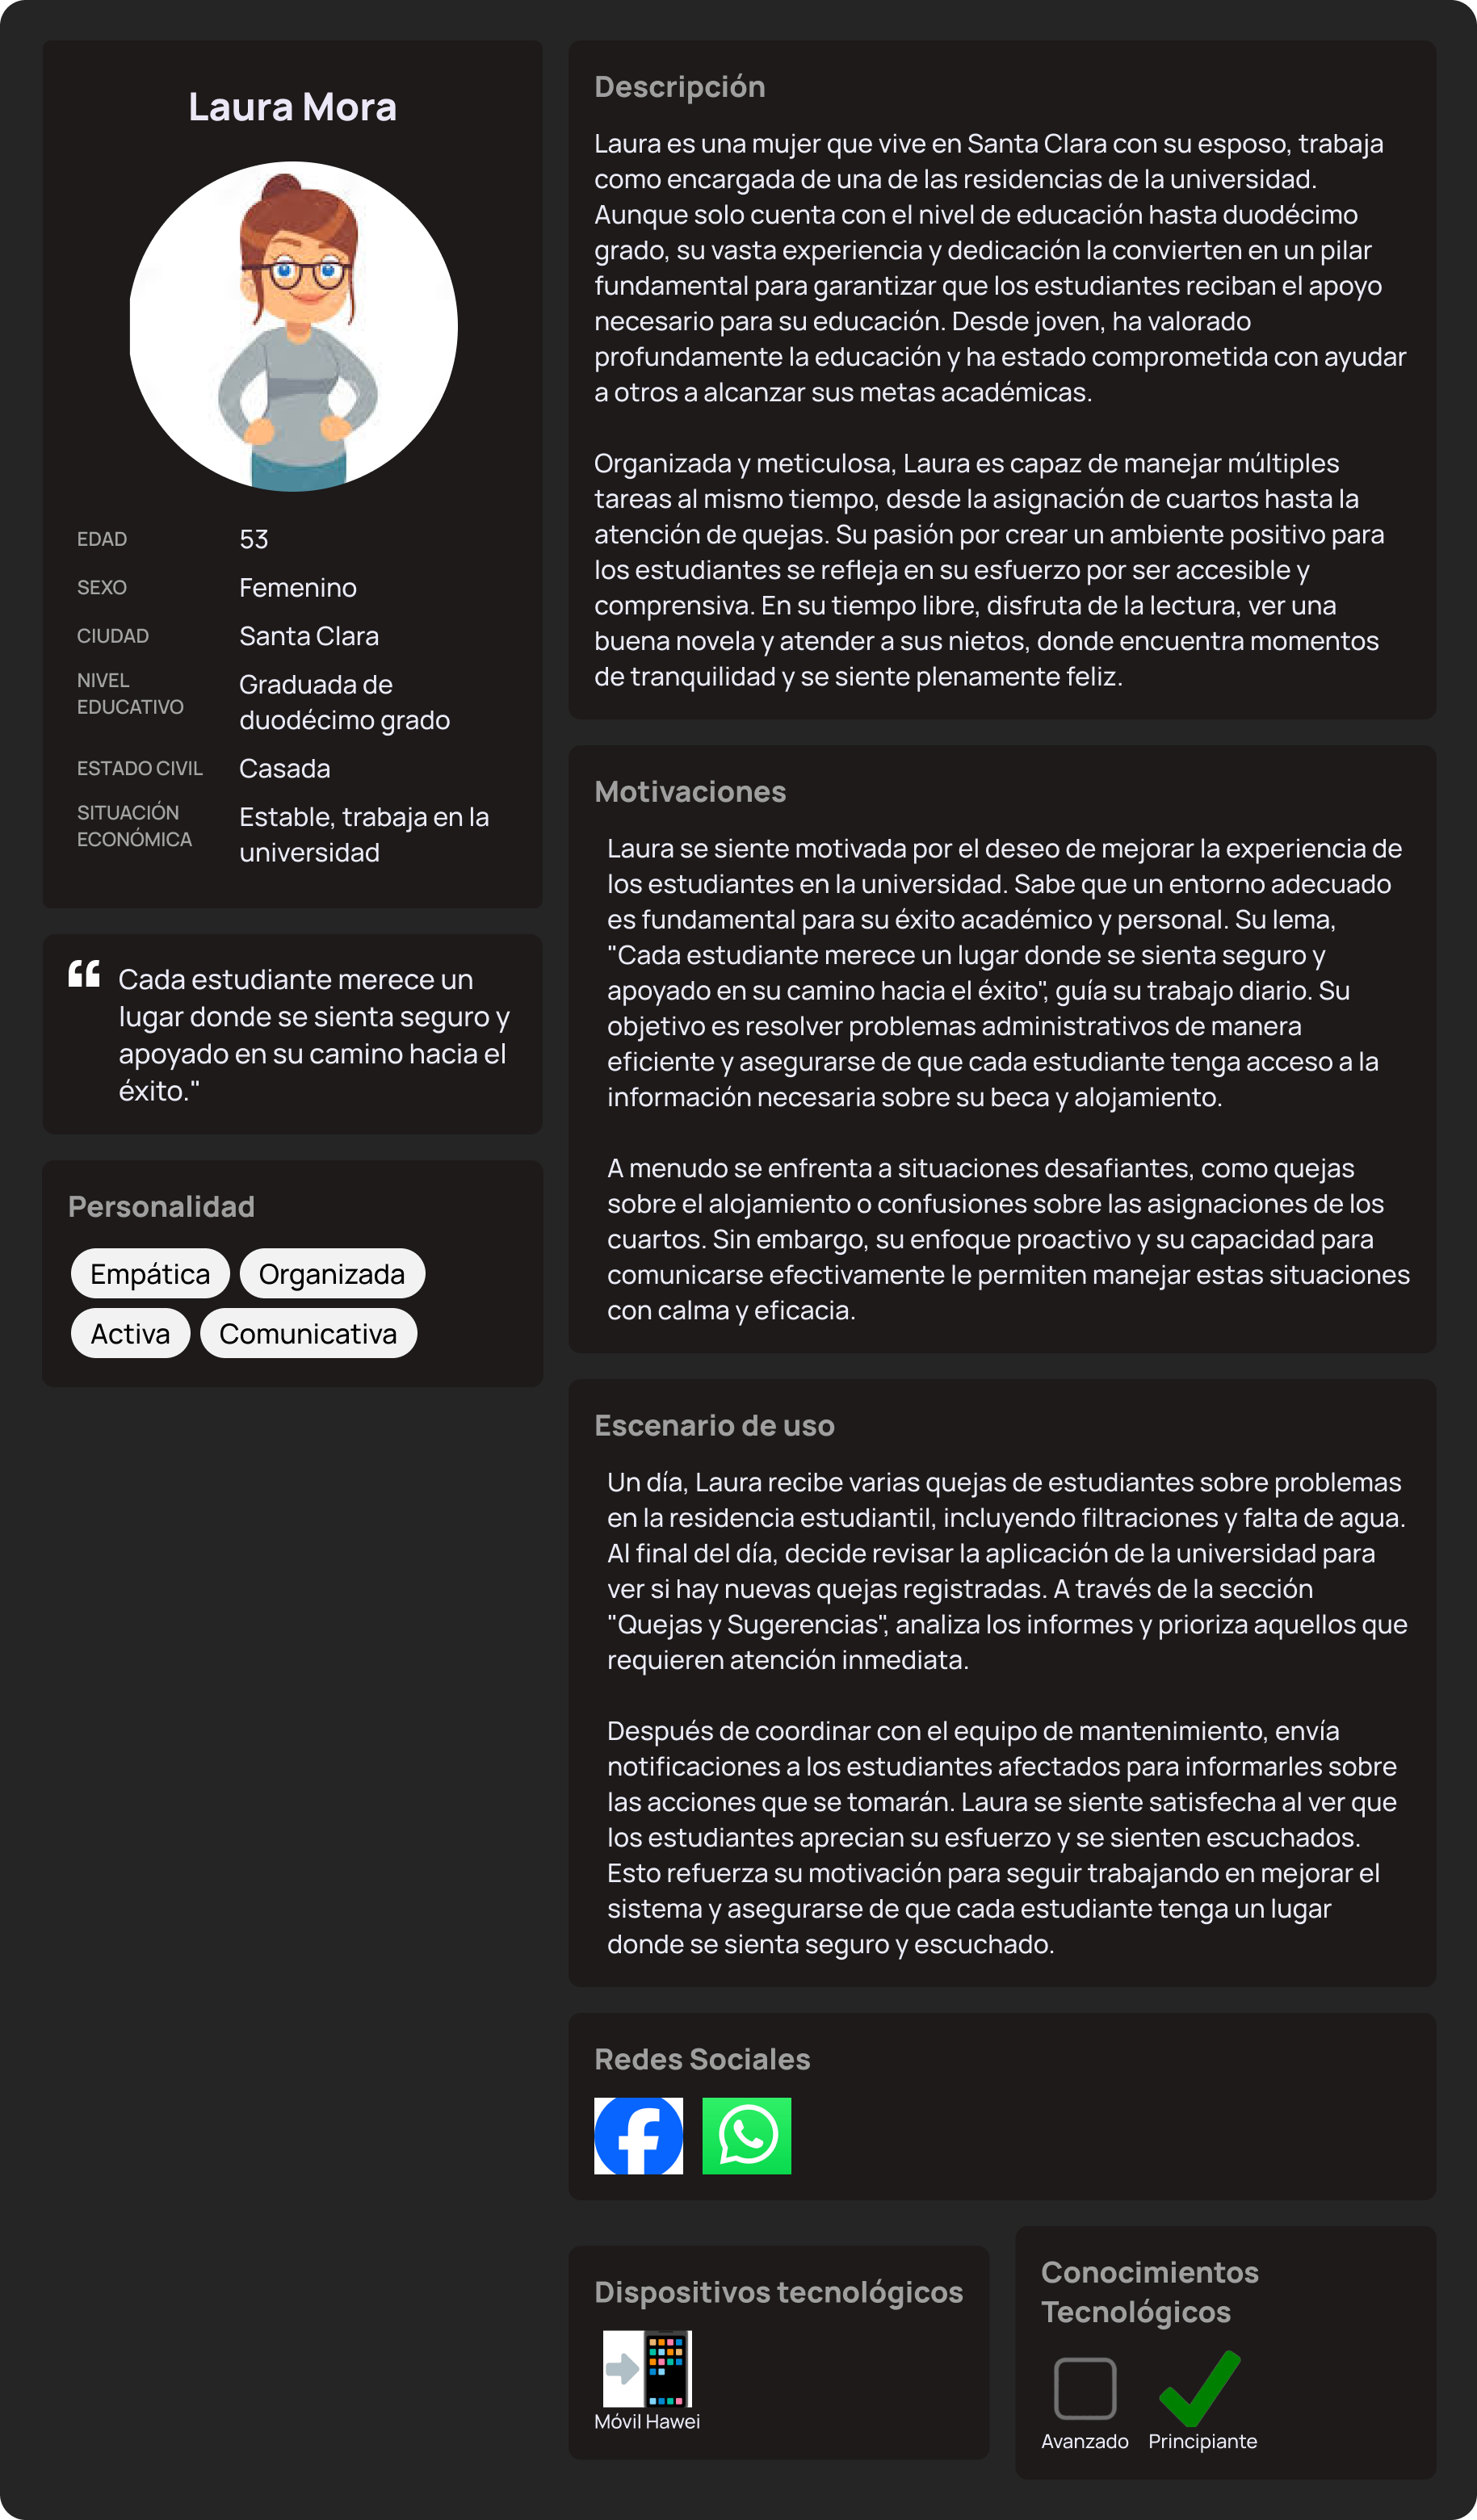 Laura Mora
EDAD
53
SEXO
Femenino
CIUDAD
Santa Clara
NIVEL
EDUCATIVO
Graduada de
duodécimo grado
ESTADO CIVIL
Casada
SITUACIÓN
ECONÓMICA
Estable, trabaja en la
universidad
“ Cada estudiante merece un
lugar donde se sienta seguro y
apoyado en su camino hacia el
éxito."
Personalidad
Empática
Organizada
Activa
Comunicativa
Descripción
Laura es una mujer que vive en Santa Clara con su esposo, trabaja
como encargada de una de las residencias de la universidad.
Aunque solo cuenta con el nivel de educación hasta duodécimo
grado, su vasta experiencia y dedicación la convierten en un pilar
fundamental para garantizar que los estudiantes reciban el apoyo
necesario para su educación. Desde joven, ha valorado
profundamente la educación y ha estado comprometida con ayudar
a otros a alcanzar sus metas académicas.
Organizada y meticulosa, Laura es capaz de manejar múltiples
tareas al mismo tiempo, desde la asignación de cuartos hasta la
atención de quejas. Su pasión por crear un ambiente positivo para
los estudiantes se refleja en su esfuerzo por ser accesible y
comprensiva. En su tiempo libre, disfruta de la lectura, ver una
buena novela y atender a sus nietos, donde encuentra momentos
de tranquilidad y se siente plenamente feliz.
Motivaciones
Laura se siente motivada por el deseo de mejorar la experiencia de
los estudiantes en la universidad. Sabe que un entorno adecuado
es fundamental para su éxito académico y personal. Su lema,
"Cada estudiante merece un lugar donde se sienta seguro y
apoyado en su camino hacia el éxito", guía su trabajo diario. Su
objetivo es resolver problemas administrativos de manera
eficiente y asegurarse de que cada estudiante tenga acceso a la
información necesaria sobre su beca y alojamiento.
A menudo se enfrenta a situaciones desafiantes, como quejas
sobre el alojamiento o confusiones sobre las asignaciones de los
cuartos. Sin embargo, su enfoque proactivo y su capacidad para
comunicarse efectivamente le permiten manejar estas situaciones
con calma y eficacia.
Escenario de uso
Un día, Laura recibe varias quejas de estudiantes sobre problemas
en la residencia estudiantil, incluyendo filtraciones y falta de agua.
Al final del día, decide revisar la aplicación de la universidad para
ver si hay nuevas quejas registradas. A través de la sección
"Quejas y Sugerencias", analiza los informes y prioriza aquellos que
requieren atención inmediata.
Después de coordinar con el equipo de mantenimiento, envía
notificaciones a los estudiantes afectados para informarles sobre
las acciones que se tomarán. Laura se siente satisfecha al ver que
los estudiantes aprecian su esfuerzo y se sienten escuchados.
Esto refuerza su motivación para seguir trabajando en mejorar el
sistema y asegurarse de que cada estudiante tenga un lugar
donde se sienta seguro y escuchado.
Redes Sociales
Dispositivos tecnológicos
Móvil Hawei
Conocimientos
Tecnológicos
Avanzado
Principiante